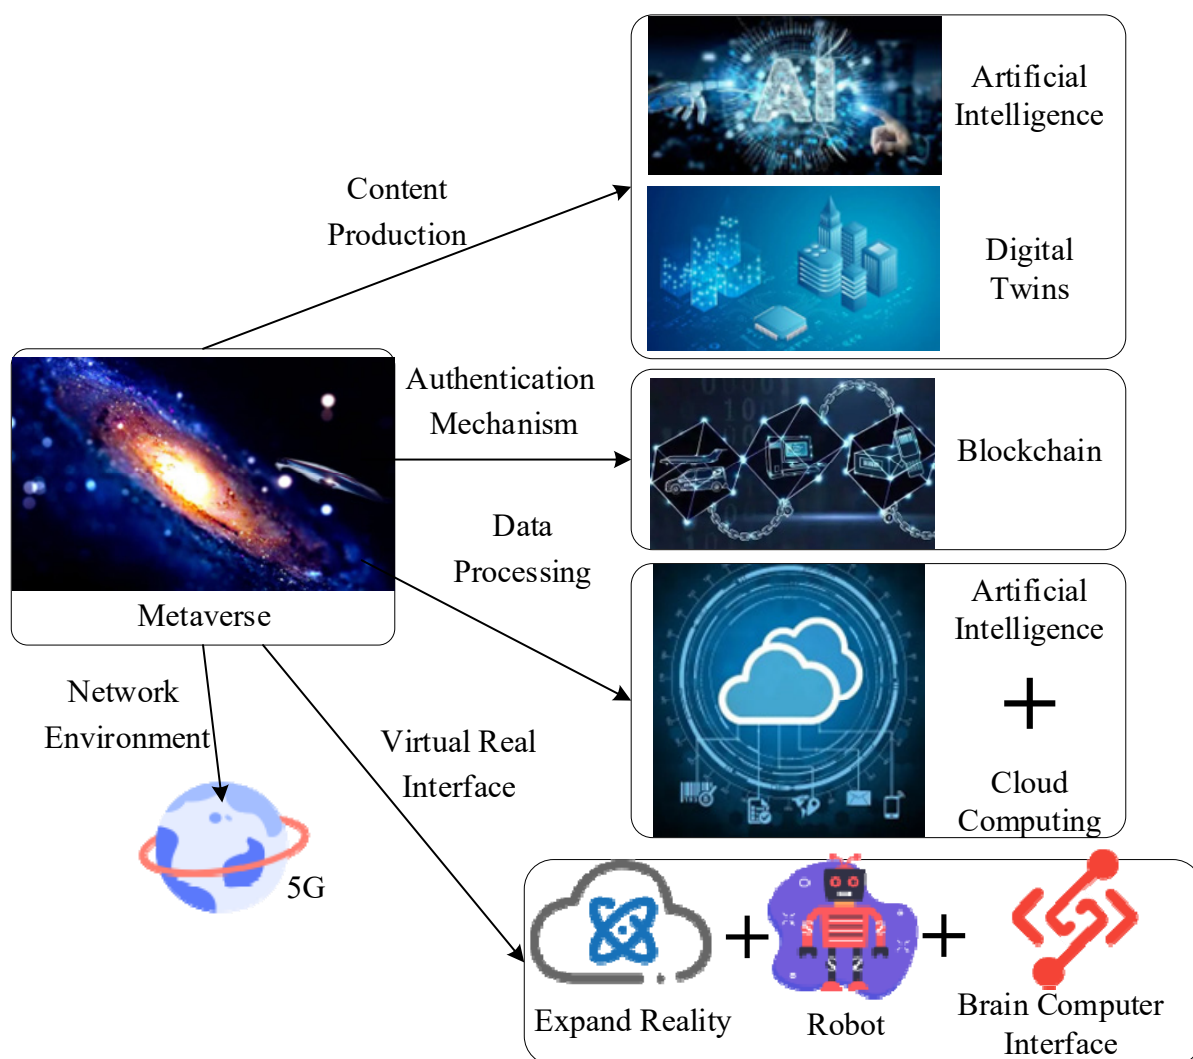 AI
Artificial
Intelligence
Content
Production
Digital
Twins
Authentication
Mechanism
Blockchain
Data
Processing
Metaverse
Artificial
Intelligence
+
Cloud
Computing
Network
Environment
5G
Virtual Real
Interface
+
+
Expand Reality
Robot
Brain Computer
Interface